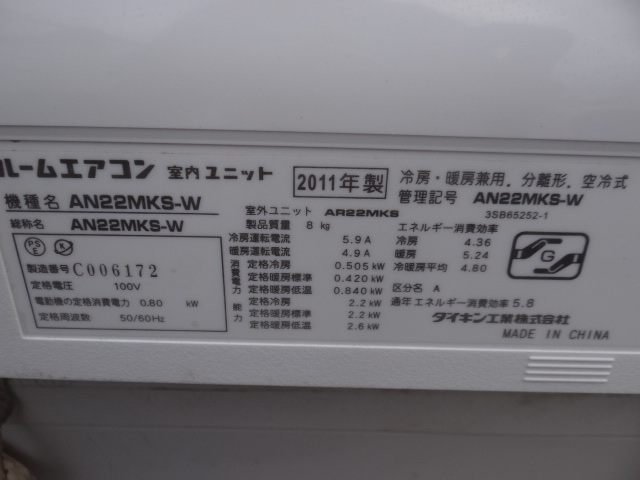 ルームエアコン 室内ユニット 2011年製 冷房・暖房兼用．分離形．空冷式
機種名 AN22MKS-W 管理記号 AN22MKS-W
総称名 AN22MKS-W 室外ユニット AR22MKS 3SB65252-1
製品質量 8 kg エネルギー消費効率
PS E
冷房運転電流 5.9 A 冷房 4.36
暖房運転電流 4.9 A 暖房 5.24
製造番号 C006172 消費電力 定格冷房 0.505 kW 冷暖房平均 4.80
定格電圧 100V 定格暖房標準 0.420 kW
定格暖房低温 0.840 kW 区分名 A
電動機の定格消費電力 0.80 kW 能力 定格冷房 2.2 kW 通年エネルギー消費効率 5.8
定格周波数 50/60 Hz 定格暖房標準 2.2 kW ダイキン工業株式会社
定格暖房低温 2.6 kW MADE IN CHINA
G